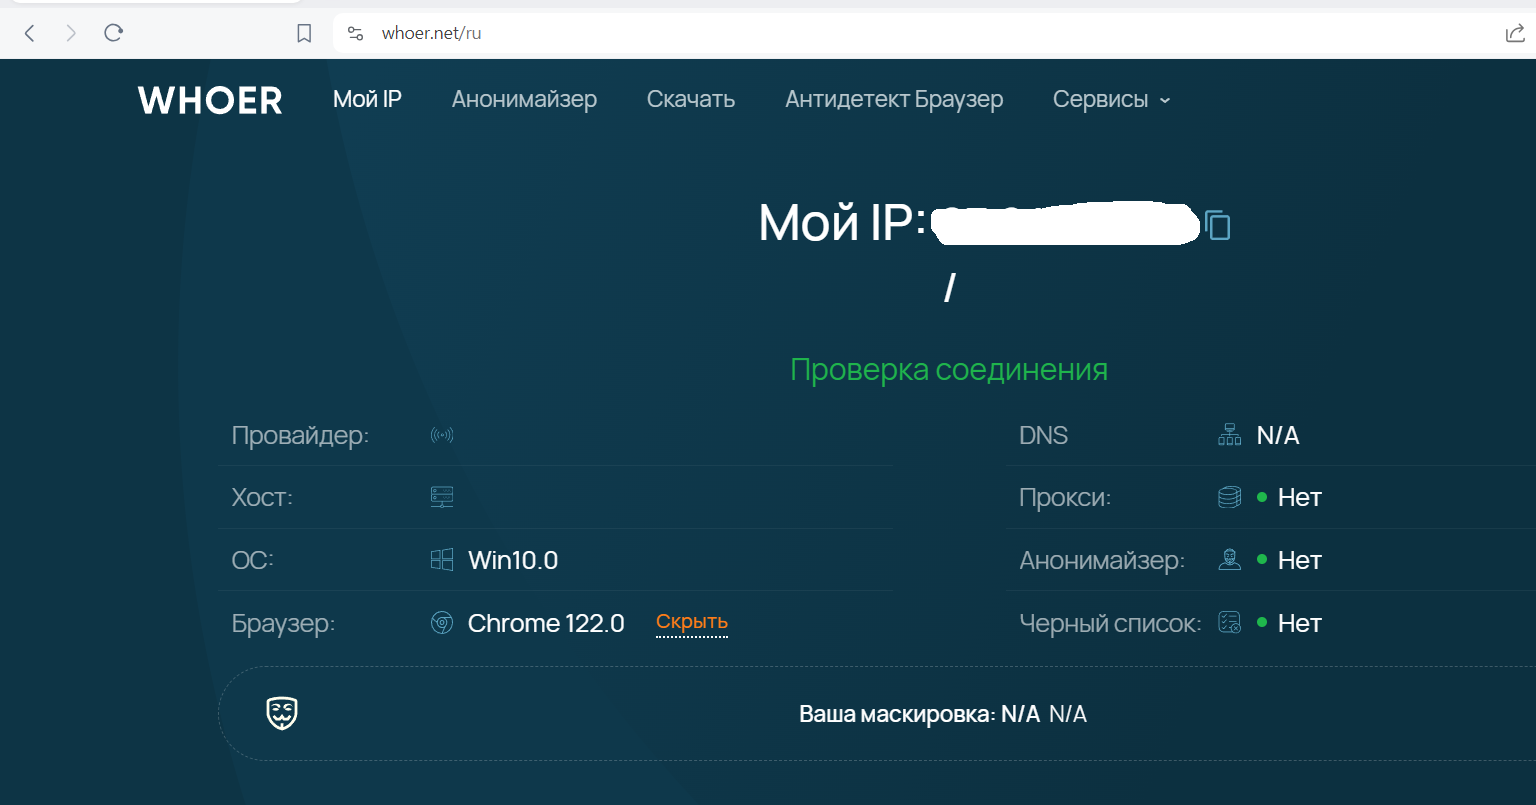 whoer.net/ru
WHOER Мой IP Анонимайзер Скачать Антидетект Браузер Сервисы
Мой IP:
/
Проверка соединения
Провайдер:
Хост:
ОС: Win10.0
Браузер: Chrome 122.0 Скрыть
DNS N/A
Прокси: Нет
Анонимайзер: Нет
Черный список: Нет
Ваша маскировка: N/A N/A